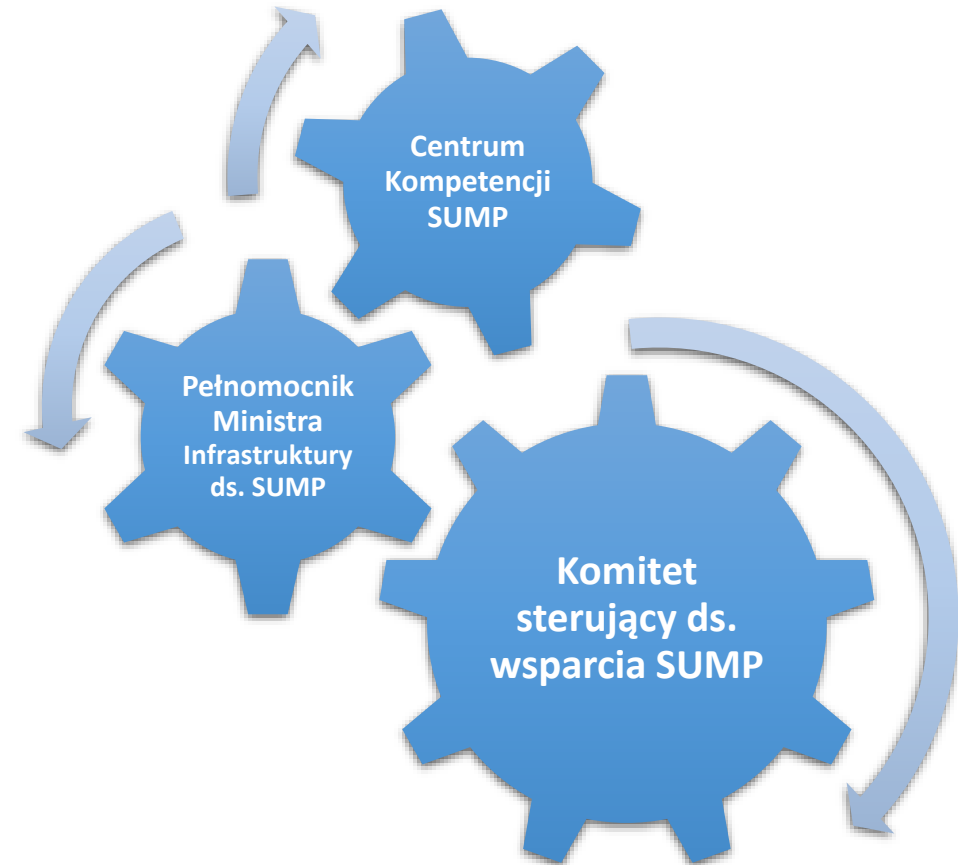 Centrum
Kompetencji
SUMP
Pełnomocnik
Ministra
Infrastruktury
ds. SUMP
Komitet
sterujący ds.
wsparcia SUMP